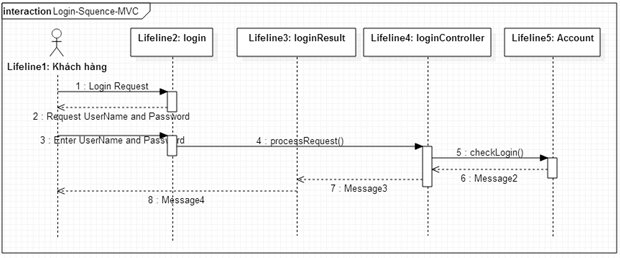 interaction Login-Squence-MVC
Lifeline1: Khách hàng
Lifeline2: login
Lifeline3: loginResult
Lifeline4: loginController
Lifeline5: Account
1 : Login Request
2 : Request UserName and Password
3 : Enter UserName and Password
4 : processRequest()
5 : checkLogin()
6 : Message2
7 : Message3
8 : Message4